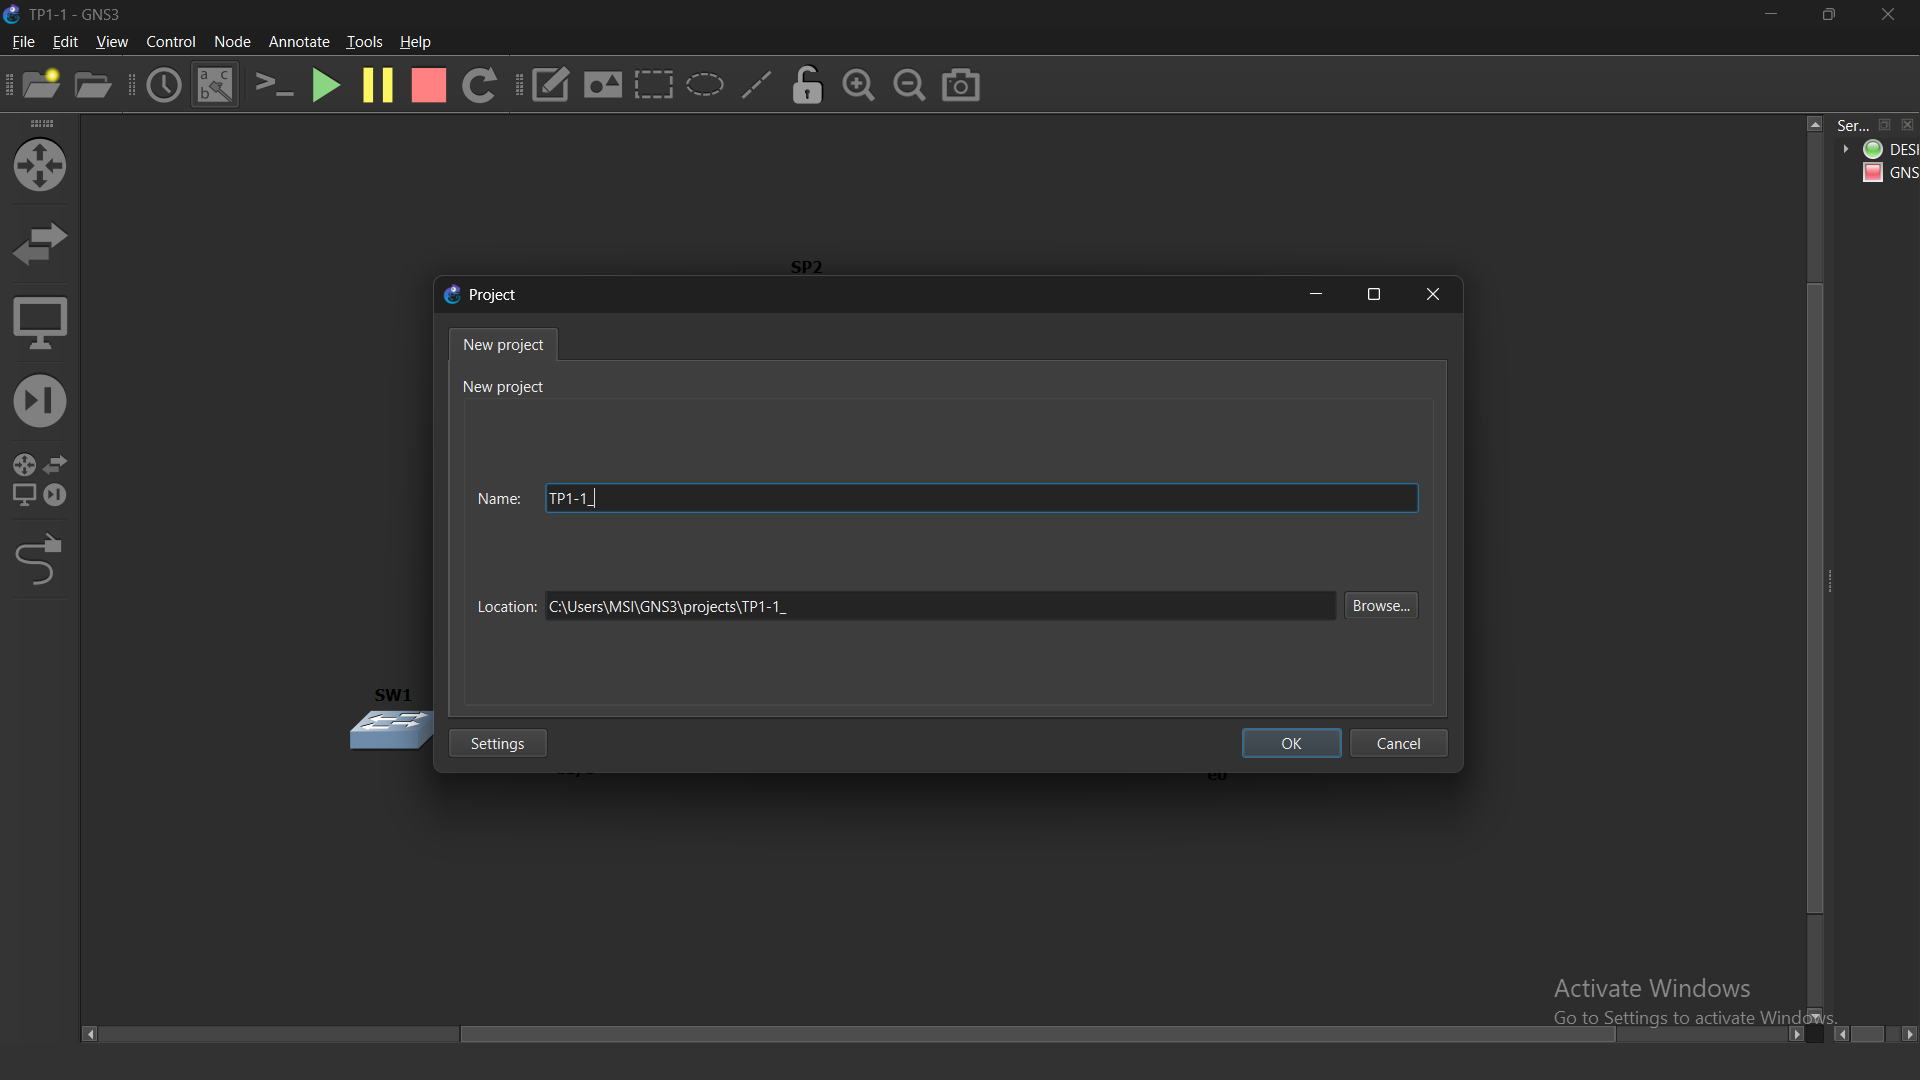 TP1-1 - GNS3
File Edit View Control Node Annotate Tools Help
a c
b
Ser...
DESI
GNS
SP2
Project
New project
New project
Name: TP1-1_
Location: C:\Users\MSI\GNS3\projects\TP1-1_ Browse...
SW1
Settings OK Cancel
e0
Activate Windows
Go to Settings to activate Windows.